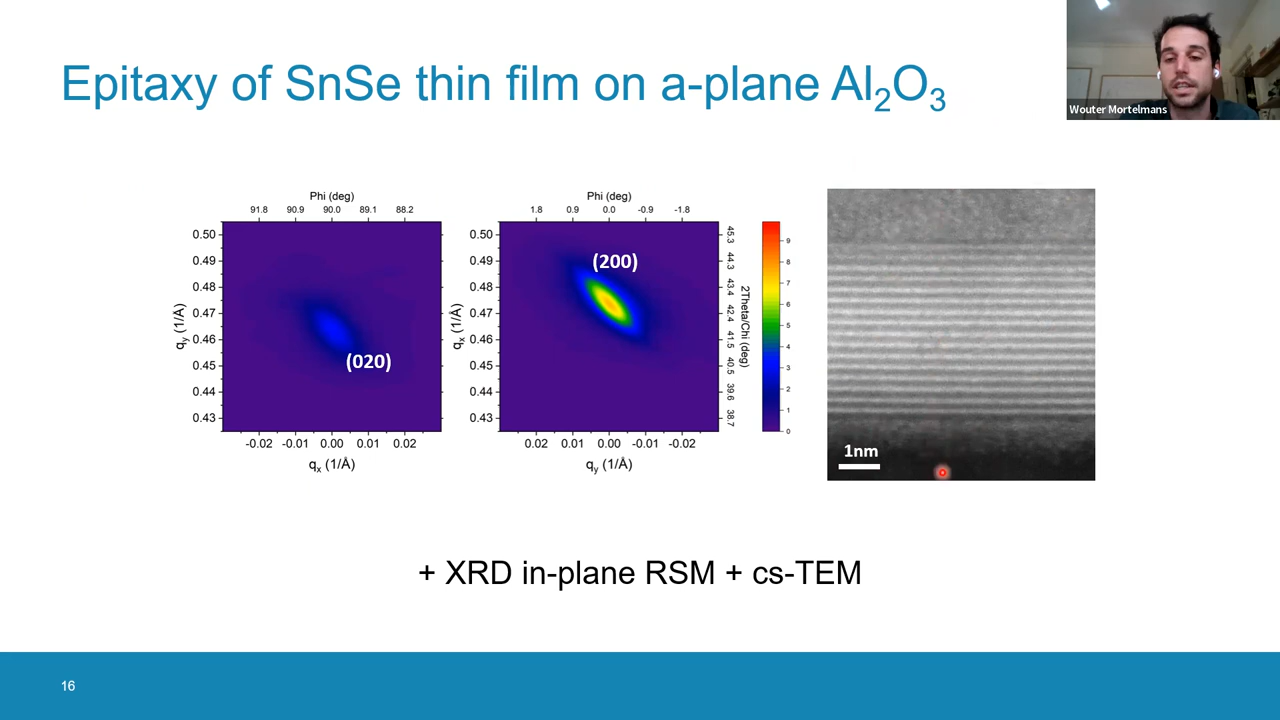 Epitaxy of SnSe thin film on a-plane Al₂O₃
Wouter Mortelmans
Phi (deg)
91.8 90.9 90.0 89.1 88.2
0.50
0.49
0.48
0.47
0.46
0.45
0.44
0.43
qy (1/Å)
(020)
-0.02 -0.01 0.00 0.01 0.02
qx (1/Å)
Phi (deg)
1.8 0.9 0.0 -0.9 -1.8
0.50
0.49
0.48
0.47
0.46
0.45
0.44
0.43
qx (1/Å)
(200)
0.02 0.01 0.00 -0.01 -0.02
qy (1/Å)
45.3
44.3
43.4
42.4
41.5
40.5
39.6
38.7
2Theta/Chi (deg)
9
8
7
6
5
4
3
2
1
0
1nm
+ XRD in-plane RSM + cs-TEM
16